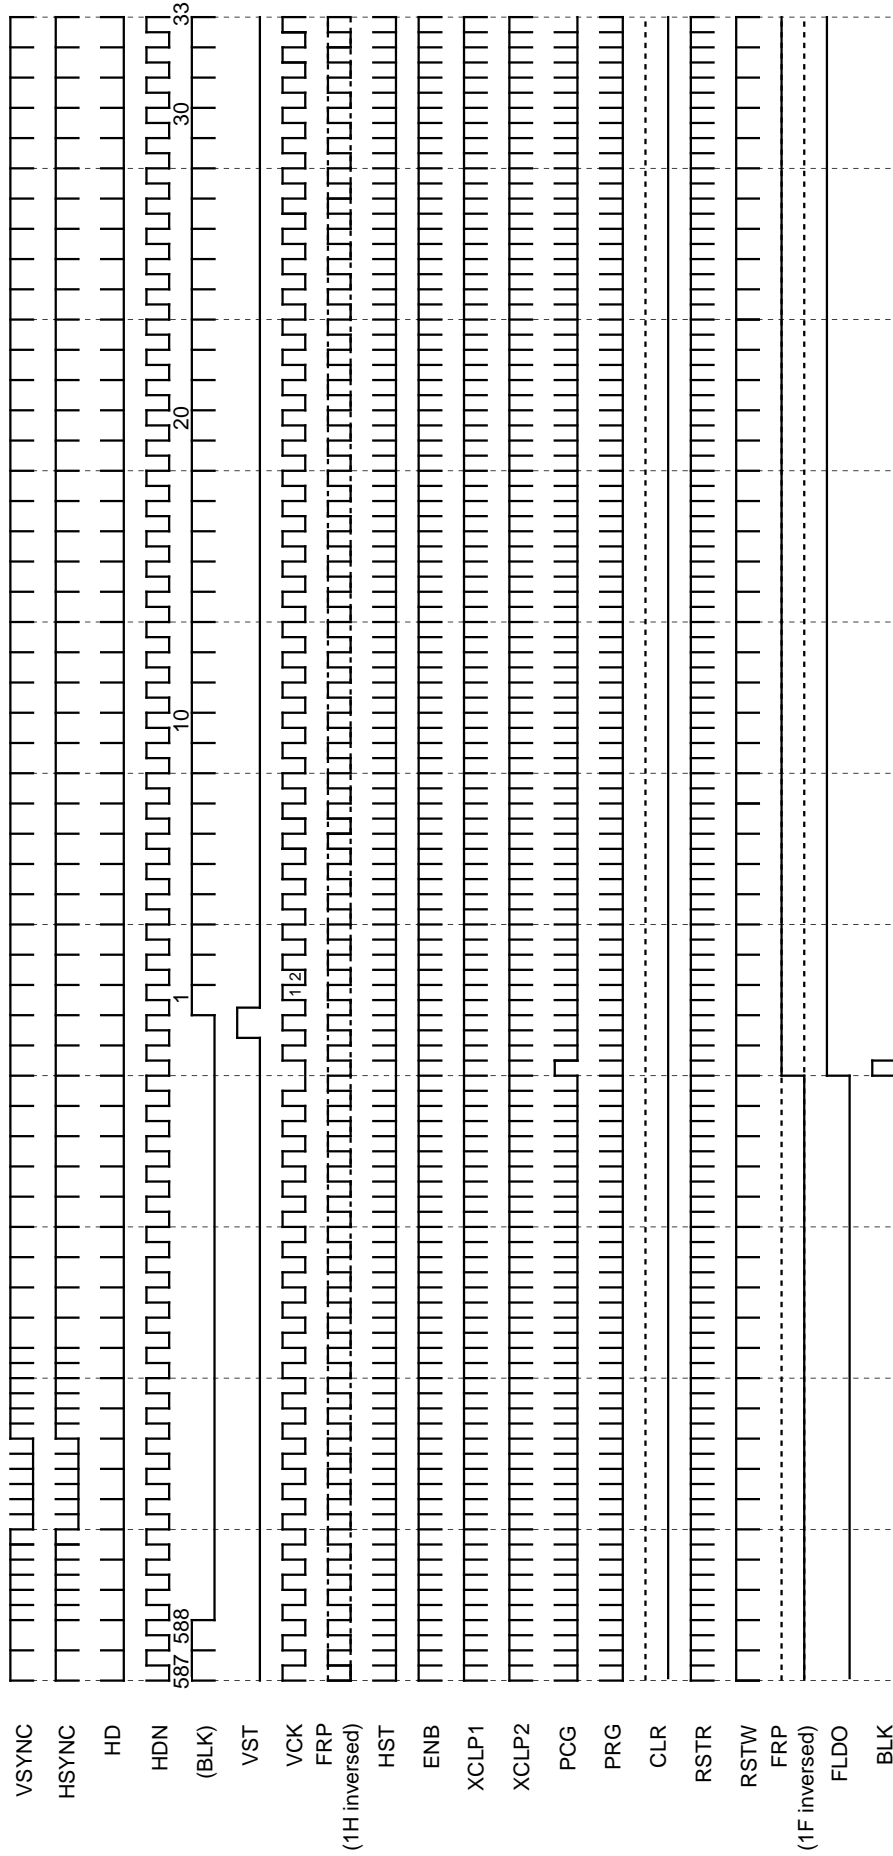 VSYNC
HSYNC
HD
HDN
587 588 1 10 20 30 33
(BLK)
VST
VCK
1 2
FRP
(1H inversed)
HST
ENB
XCLP1
XCLP2
PCG
PRG
CLR
RSTR
RSTW
FRP
(1F inversed)
FLDO
BLK